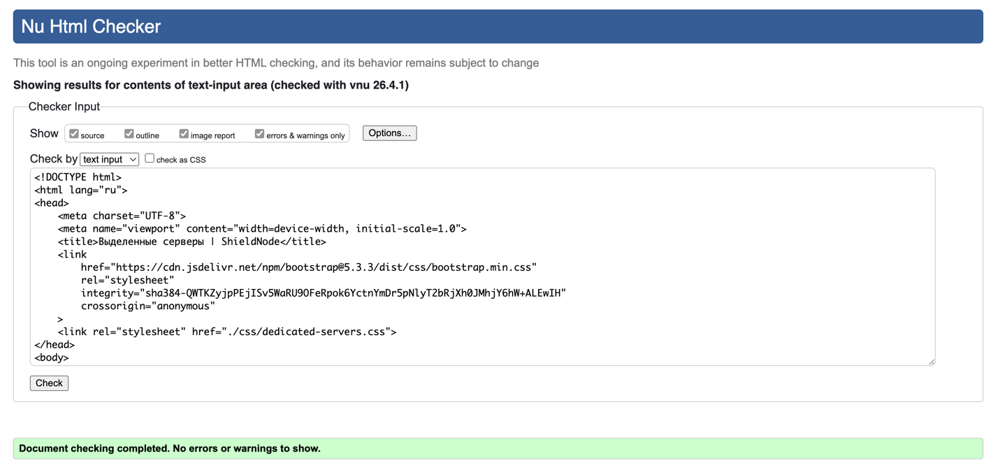 Nu Html Checker
This tool is an ongoing experiment in better HTML checking, and its behavior remains subject to change
Showing results for contents of text-input area (checked with vnu 26.4.1)
Checker Input
Show source outline image report errors & warnings only Options…
Check by text input check as CSS
<!DOCTYPE html>
<html lang="ru">
<head>
    <meta charset="UTF-8">
    <meta name="viewport" content="width=device-width, initial-scale=1.0">
    <title>Выделенные серверы | ShieldNode</title>
    <link
        href="https://cdn.jsdelivr.net/npm/bootstrap@5.3.3/dist/css/bootstrap.min.css"
        rel="stylesheet"
        integrity="sha384-QWTKZyjpPEjISv5WaRU9OFeRpok6YctnYmDr5pNlyT2bRjXh0JMhjY6hW+ALEwIH"
        crossorigin="anonymous"
    >
    <link rel="stylesheet" href="./css/dedicated-servers.css">
</head>
<body>
Check
Document checking completed. No errors or warnings to show.